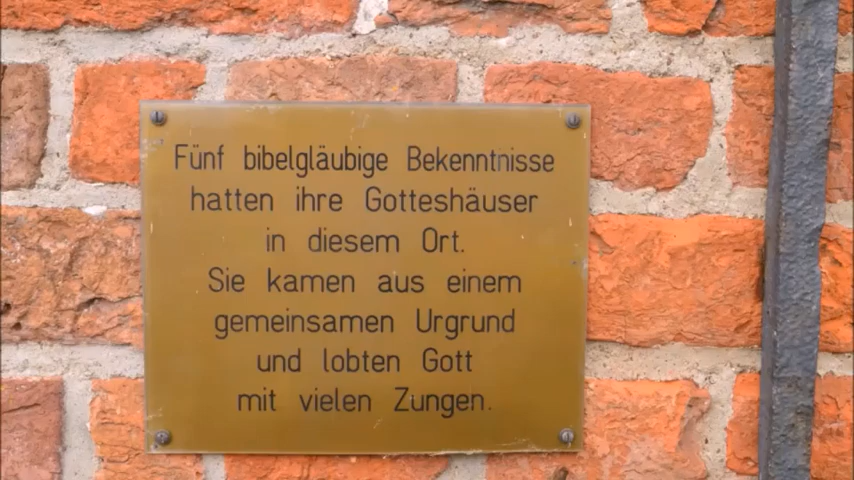 Fünf bibelgläubige Bekenntnisse
hatten ihre Gotteshäuser
in diesem Ort.
Sie kamen aus einem
gemeinsamen Urgrund
und lobten Gott
mit vielen Zungen.